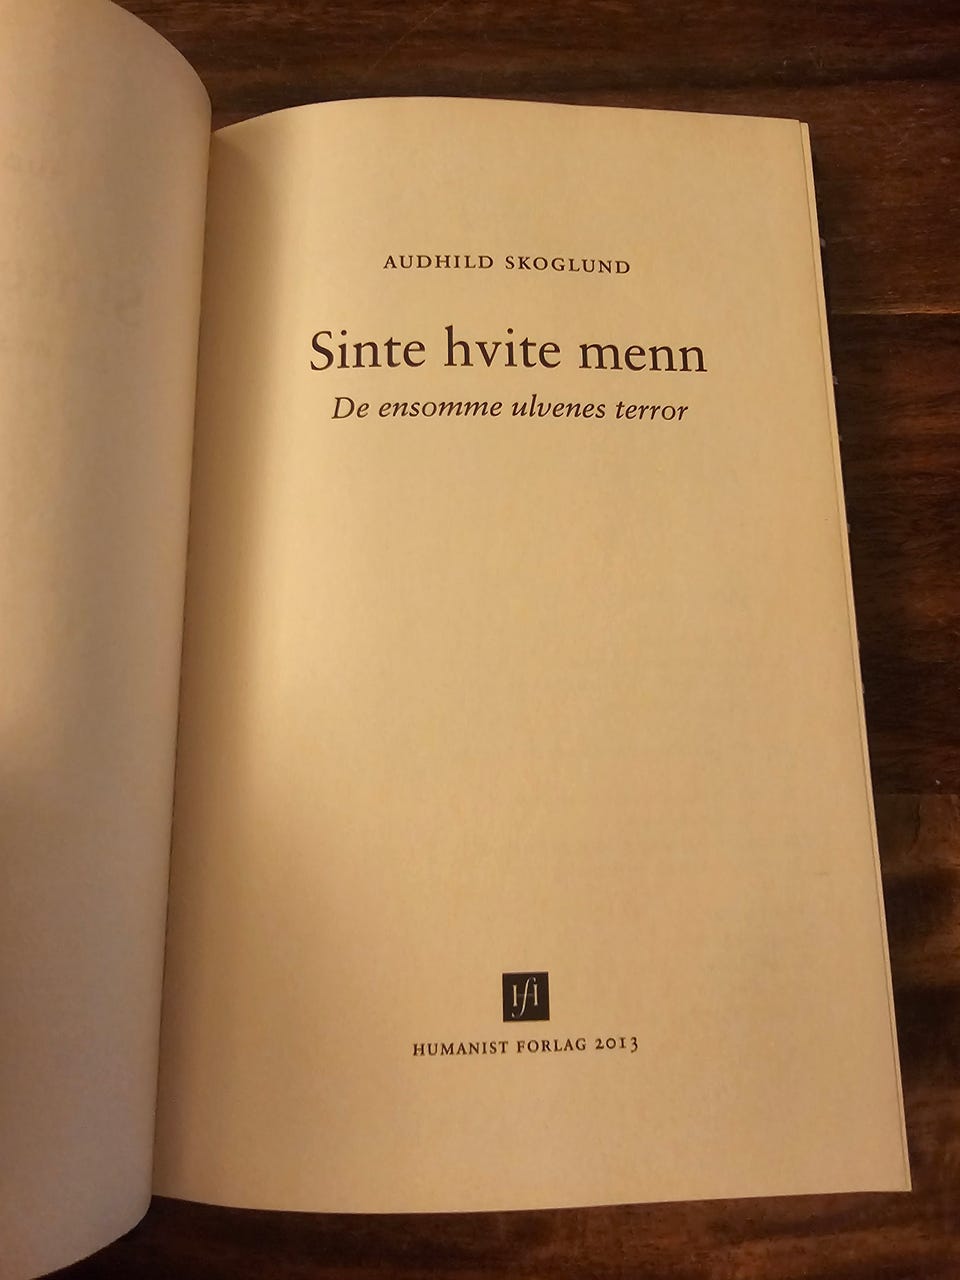 AUDHILD SKOGLUND
Sinte hvite menn
De ensomme ulvenes terror
HUMANIST FORLAG 2013